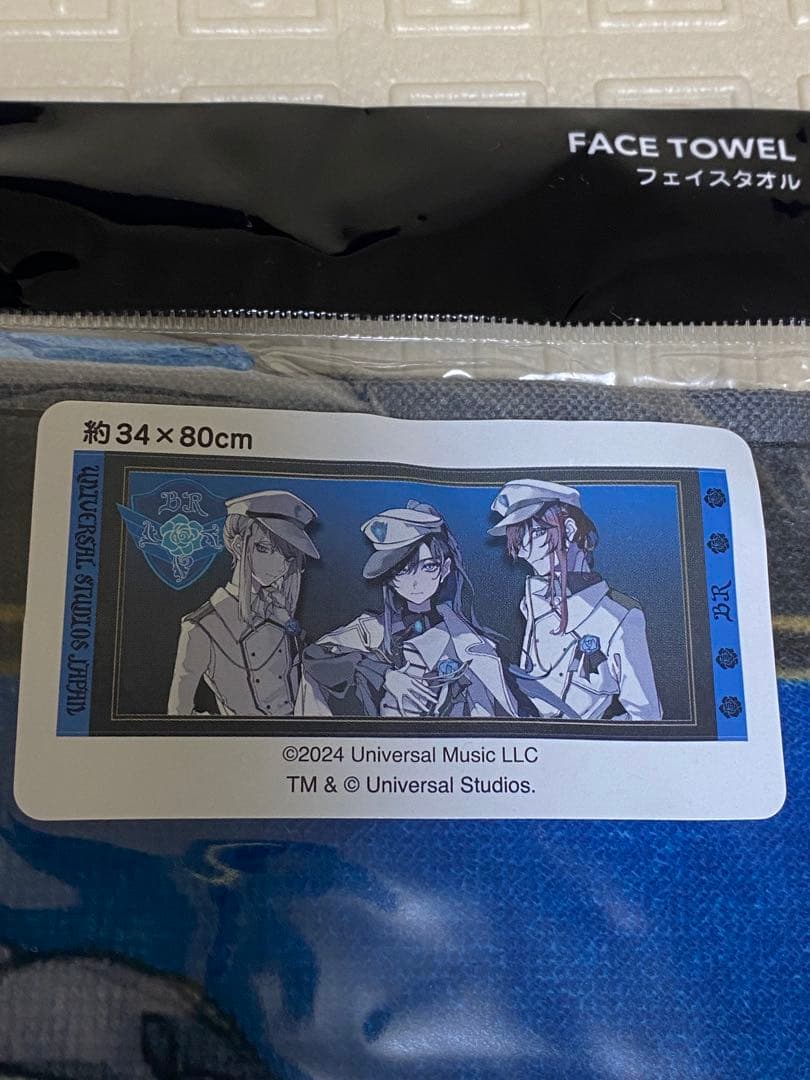 FACE TOWEL
フェイスタオル
約34×80cm
UNIVERSAL STUDIOS JAPAN
BR
BR
©2024 Universal Music LLC
TM & © Universal Studios.